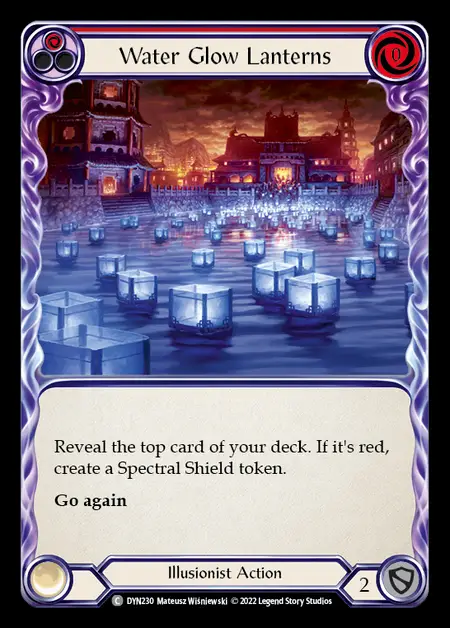 Water Glow Lanterns
0
Reveal the top card of your deck. If it's red,
create a Spectral Shield token.
Go again
Illusionist Action
2
C DYN230 Mateusz Wiśniewski © 2022 Legend Story Studios